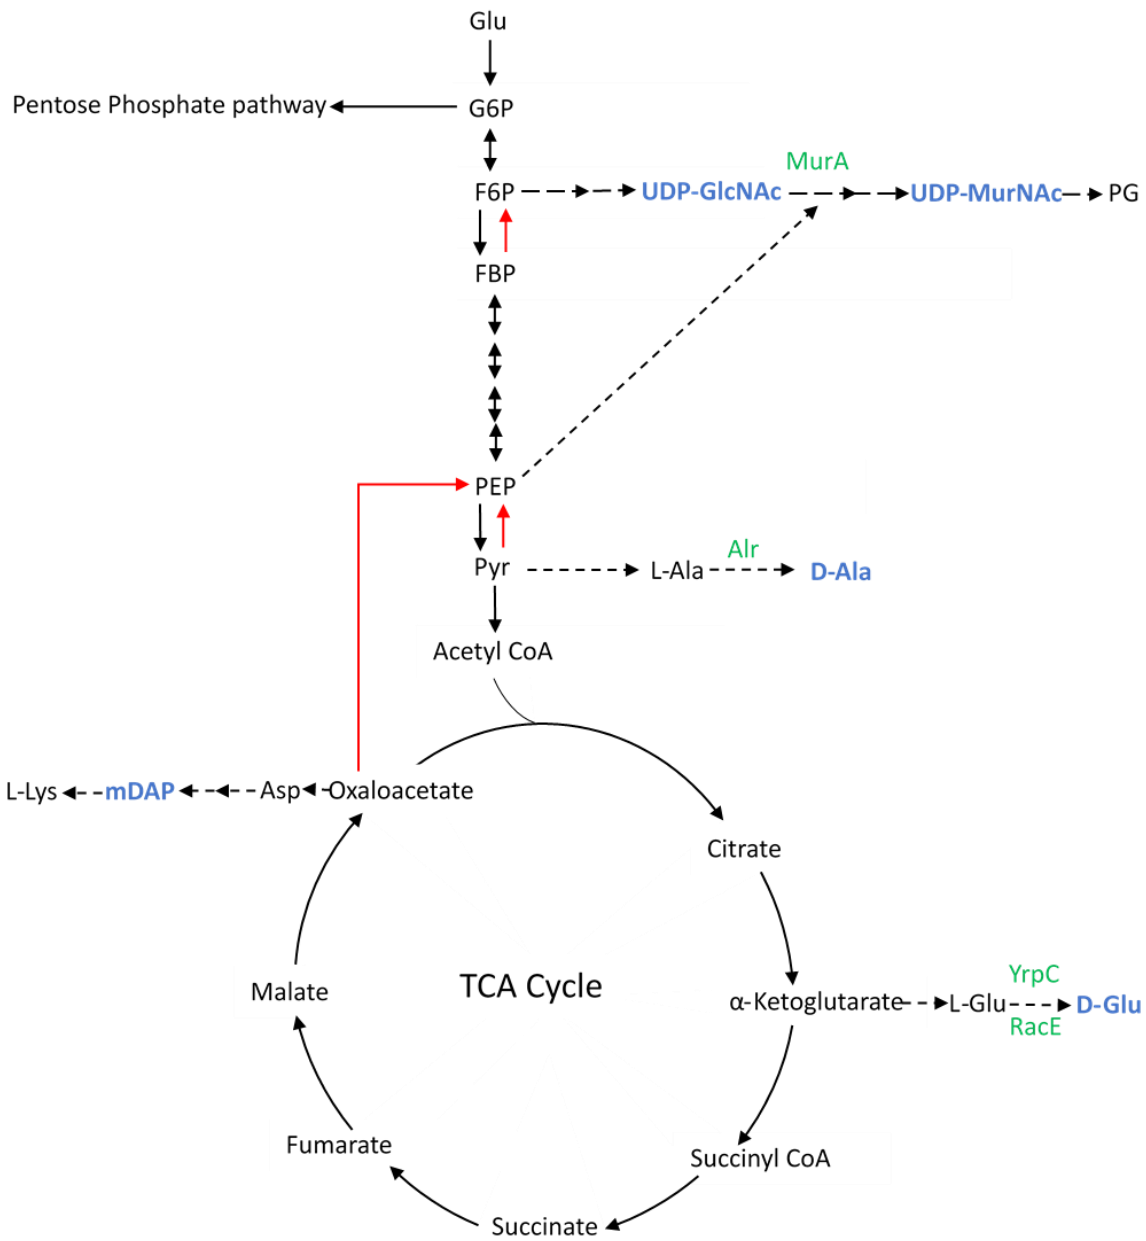 Glu
Pentose Phosphate pathway
G6P
MurA
F6P
UDP-GlcNAc
UDP-MurNAc
PG
FBP
PEP
Alr
Pyr
L-Ala
D-Ala
Acetyl CoA
L-Lys
mDAP
Asp
Oxaloacetate
Citrate
TCA Cycle
Malate
YrpC
α-Ketoglutarate
L-Glu
D-Glu
RacE
Fumarate
Succinyl CoA
Succinate